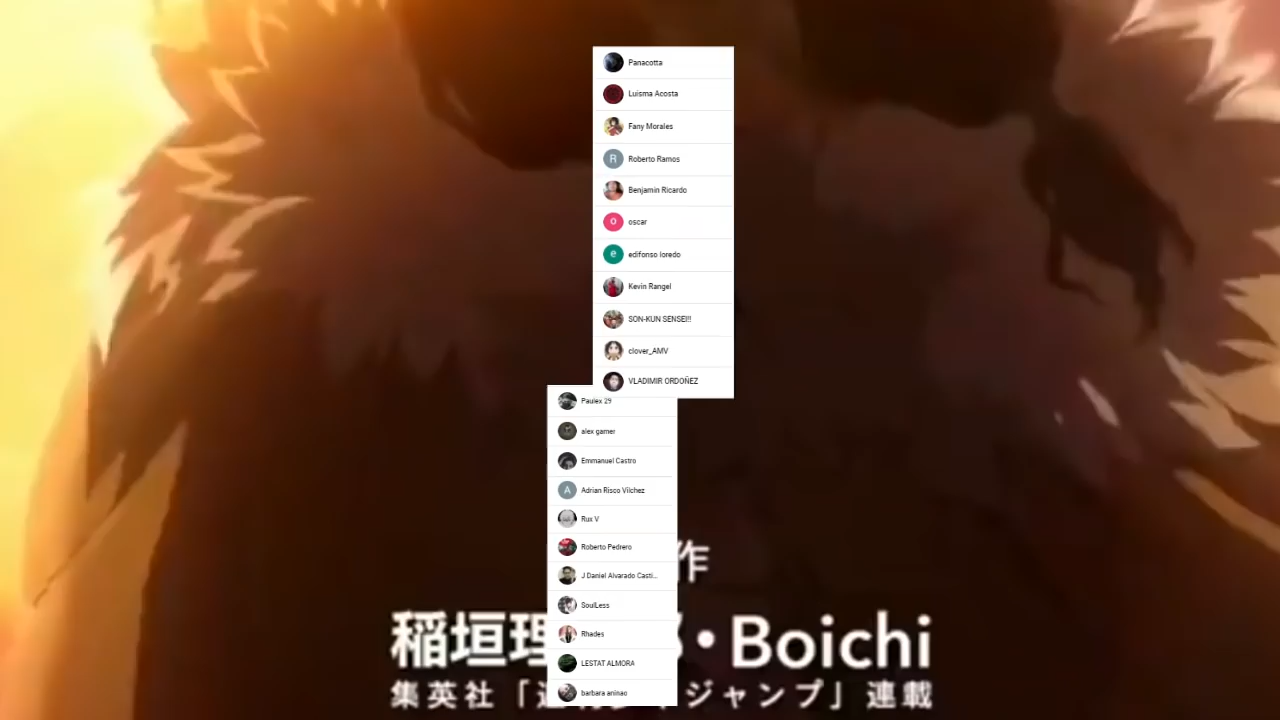 Panacotta
Luisma Acosta
Fany Morales
R Roberto Ramos
Benjamin Ricardo
o oscar
e edifonso loredo
Kevin Rangel
SON-KUN SENSEI!!
clover_AMV
VLADIMIR ORDOÑEZ
Paulex 29
alex gamer
Emmanuel Castro
A Adrian Risco Vilchez
Rux V
Roberto Pedrero
J Daniel Alvarado Casti...
SoulLess
Rhades
LESTAT ALMORA
barbara aninao
作
稲垣理 ・Boichi
集英社「 ジャンプ」連載